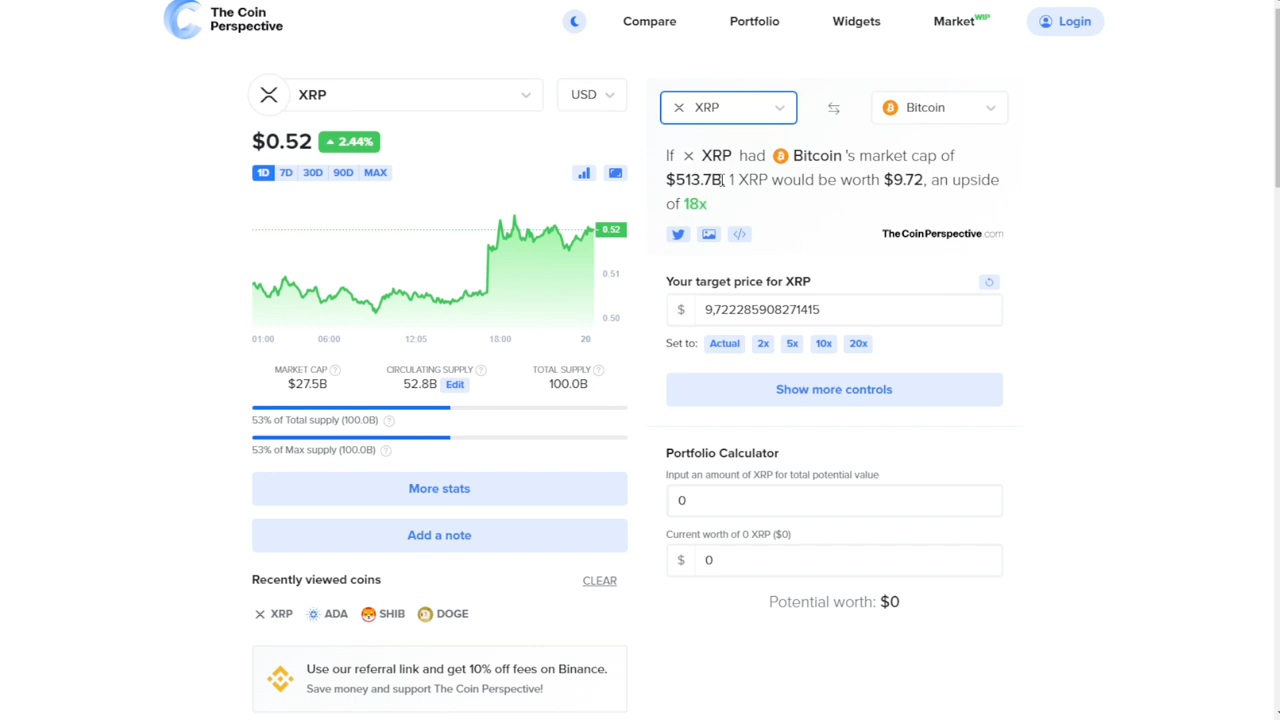 The Coin
Perspective
Compare
Portfolio
Widgets
Market WIP
Login
XRP
USD
$0.52 2.44%
1D 7D 30D 90D MAX
0.52
0.51
0.50
01:00 06:00 12:05 18:00 20
MARKET CAP ? CIRCULATING SUPPLY ? TOTAL SUPPLY ?
$27.5B 52.8B Edit 100.0B
53% of Total supply (100.0B) ?
53% of Max supply (100.0B) ?
More stats
Add a note
Recently viewed coins CLEAR
XRP ADA SHIB DOGE
Use our referral link and get 10% off fees on Binance.
Save money and support The Coin Perspective!
XRP Bitcoin
If XRP had Bitcoin 's market cap of
$513.7B, 1 XRP would be worth $9.72, an upside
of 18x
TheCoinPerspective.com
Your target price for XRP
$ 9,722285908271415
Set to: Actual 2x 5x 10x 20x
Show more controls
Portfolio Calculator
Input an amount of XRP for total potential value
0
Current worth of 0 XRP ($0)
$ 0
Potential worth: $0